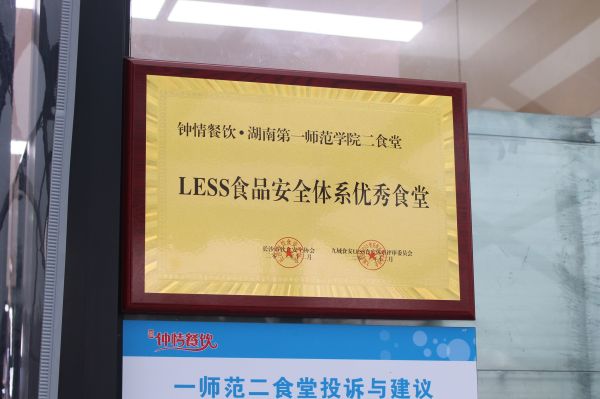 钟情餐饮•湖南第一师范学院二食堂
LESS食品安全体系优秀食堂
钟情餐饮
一师范二食堂投诉与建议